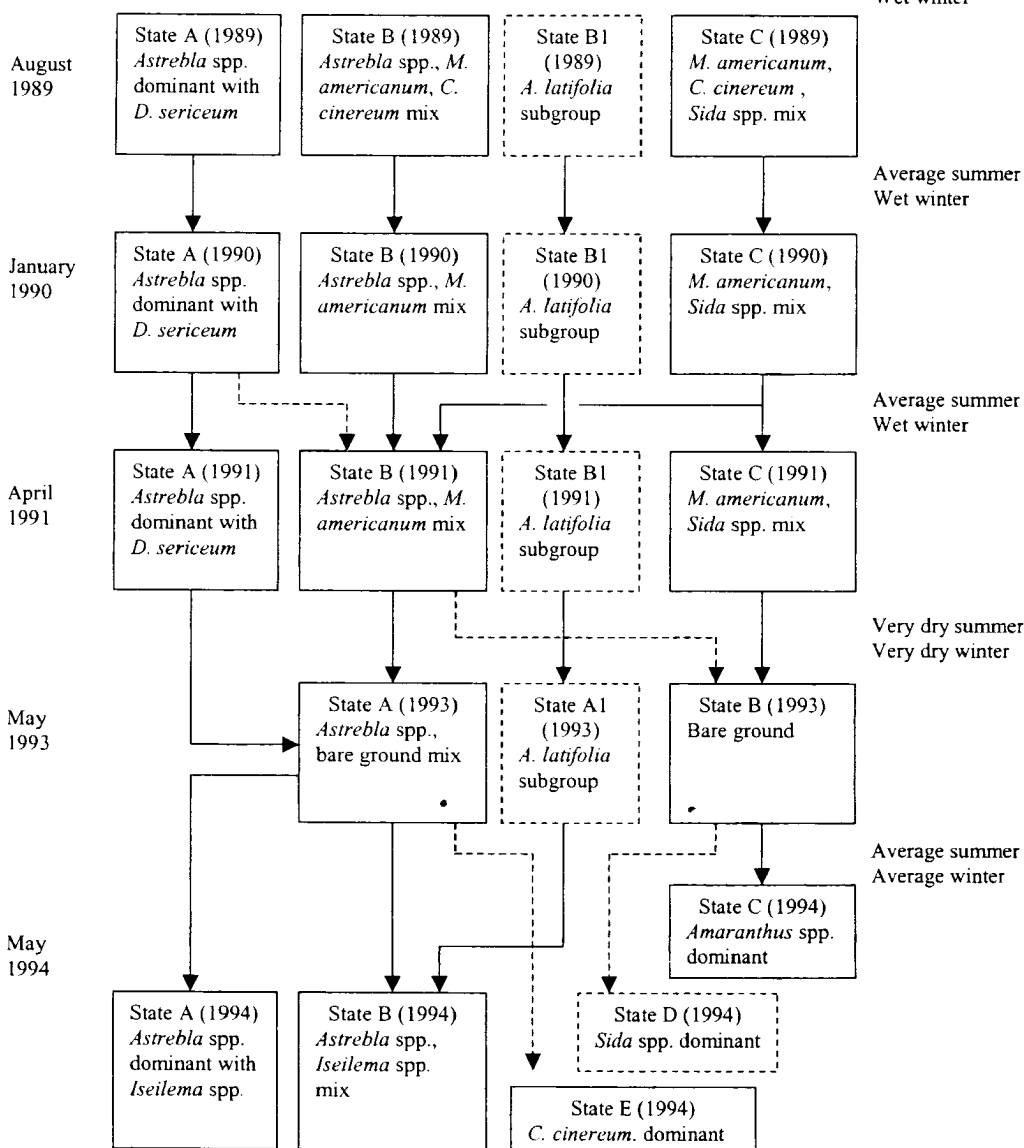 Wet winter
August
1989
State A (1989)
Astrebla spp.
dominant with
D. sericeum
State B (1989)
Astrebla spp., M.
americanum, C.
cinereum mix
State B1
(1989)
A. latifolia
subgroup
State C (1989)
M. americanum,
C. cinereum ,
Sida spp. mix
Average summer
Wet winter
January
1990
State A (1990)
Astrebla spp.
dominant with
D. sericeum
State B (1990)
Astrebla spp., M.
americanum mix
State B1
(1990)
A. latifolia
subgroup
State C (1990)
M. americanum,
Sida spp. mix
Average summer
Wet winter
April
1991
State A (1991)
Astrebla spp.
dominant with
D. sericeum
State B (1991)
Astrebla spp., M.
americanum mix
State B1
(1991)
A. latifolia
subgroup
State C (1991)
M. americanum,
Sida spp. mix
Very dry summer
Very dry winter
May
1993
State A (1993)
Astrebla spp.,
bare ground mix
State A1
(1993)
A. latifolia
subgroup
State B (1993)
Bare ground
Average summer
Average winter
May
1994
State C (1994)
Amaranthus spp.
dominant
State A (1994)
Astrebla spp.
dominant with
Iseilema spp.
State B (1994)
Astrebla spp.,
Iseilema spp.
mix
State D (1994)
Sida spp. dominant
State E (1994)
C. cinereum. dominant